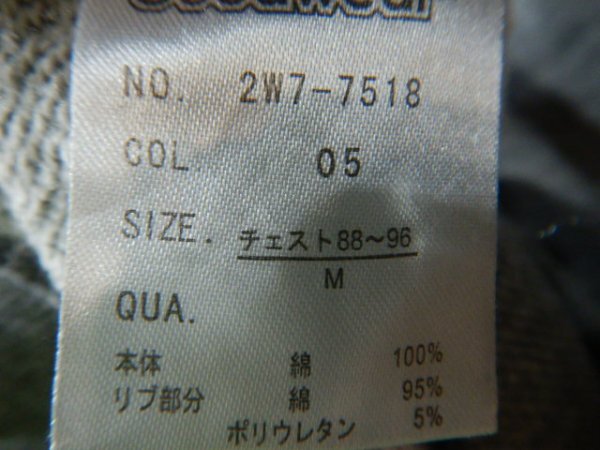 Goodwear
NO. 2W7-7518
COL. 05
SIZE. チェスト88〜96
M
QUA.
本体 綿 100%
リブ部分 綿 95%
ポリウレタン 5%